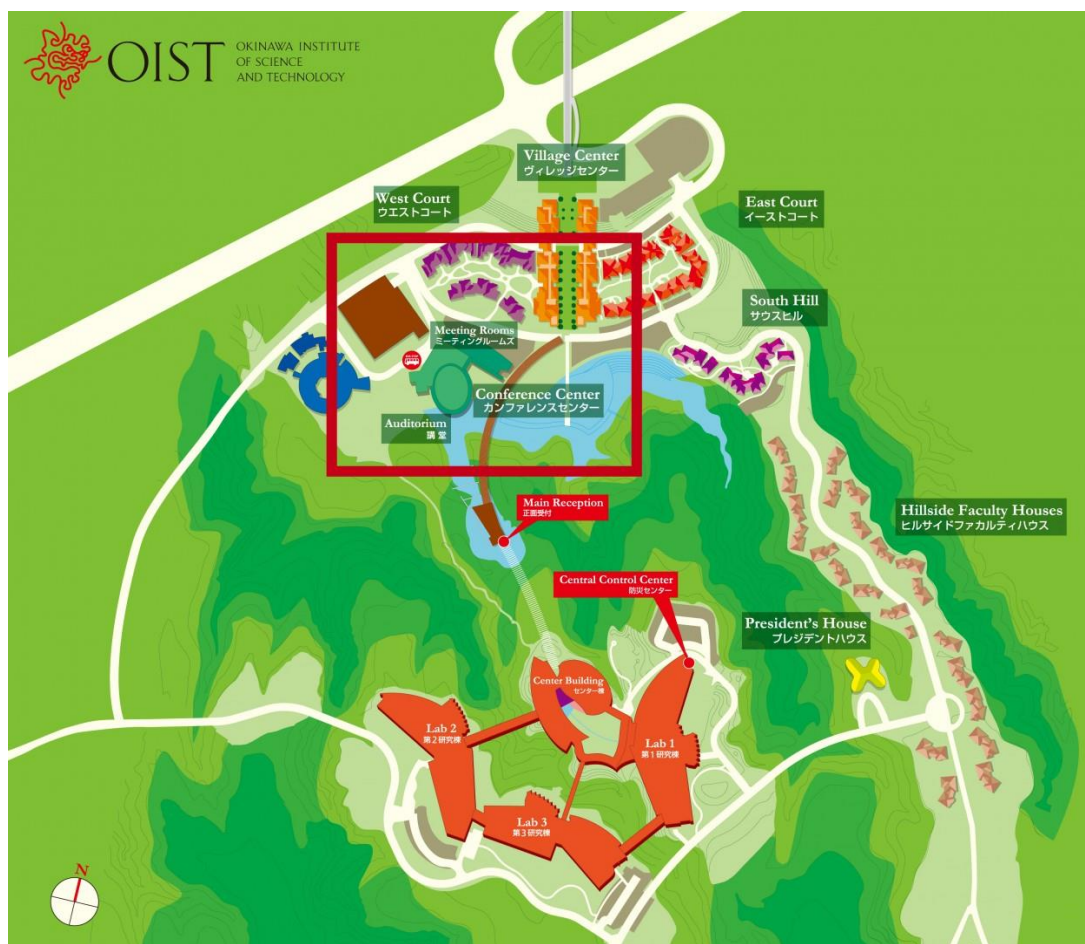 OIST
OKINAWA INSTITUTE
OF SCIENCE
AND TECHNOLOGY
Village Center
ヴィレッジセンター
West Court
ウエストコート
East Court
イーストコート
South Hill
サウスヒル
Meeting Rooms
ミーティングルームズ
Conference Center
カンファレンスセンター
Auditorium
講堂
Main Reception
正面受付
Hillside Faculty Houses
ヒルサイドファカルティハウス
Central Control Center
防災センター
President's House
プレジデントハウス
Center Building
センター棟
Lab 2
第2研究棟
Lab 1
第1研究棟
Lab 3
第3研究棟
N